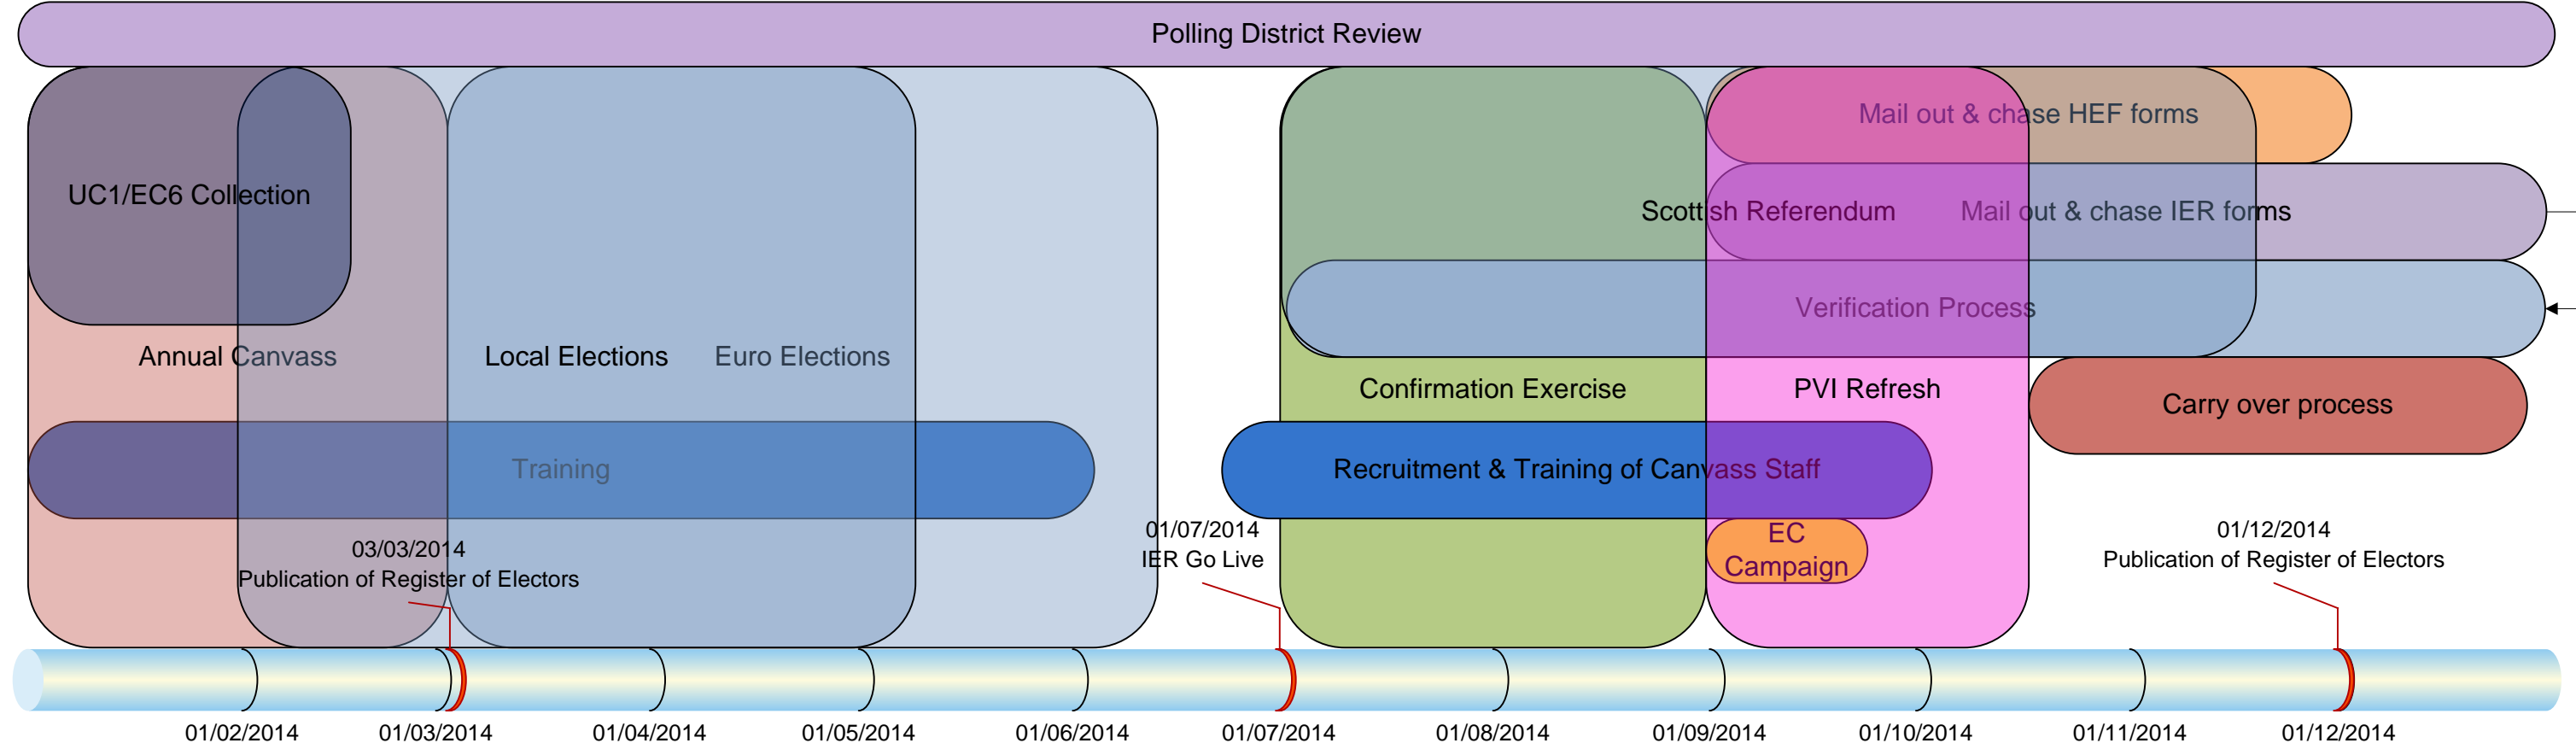 Polling District Review
Mail out & chase HEF forms
UC1/EC6 Collection
Scottish Referendum
Mail out & chase IER forms
Verification Process
Annual Canvass
Local Elections
Euro Elections
Confirmation Exercise
PVI Refresh
Carry over process
Training
Recruitment & Training of Canvass Staff
03/03/2014
Publication of Register of Electors
01/07/2014
IER Go Live
EC
Campaign
01/12/2014
Publication of Register of Electors
01/02/2014
01/03/2014
01/04/2014
01/05/2014
01/06/2014
01/07/2014
01/08/2014
01/09/2014
01/10/2014
01/11/2014
01/12/2014